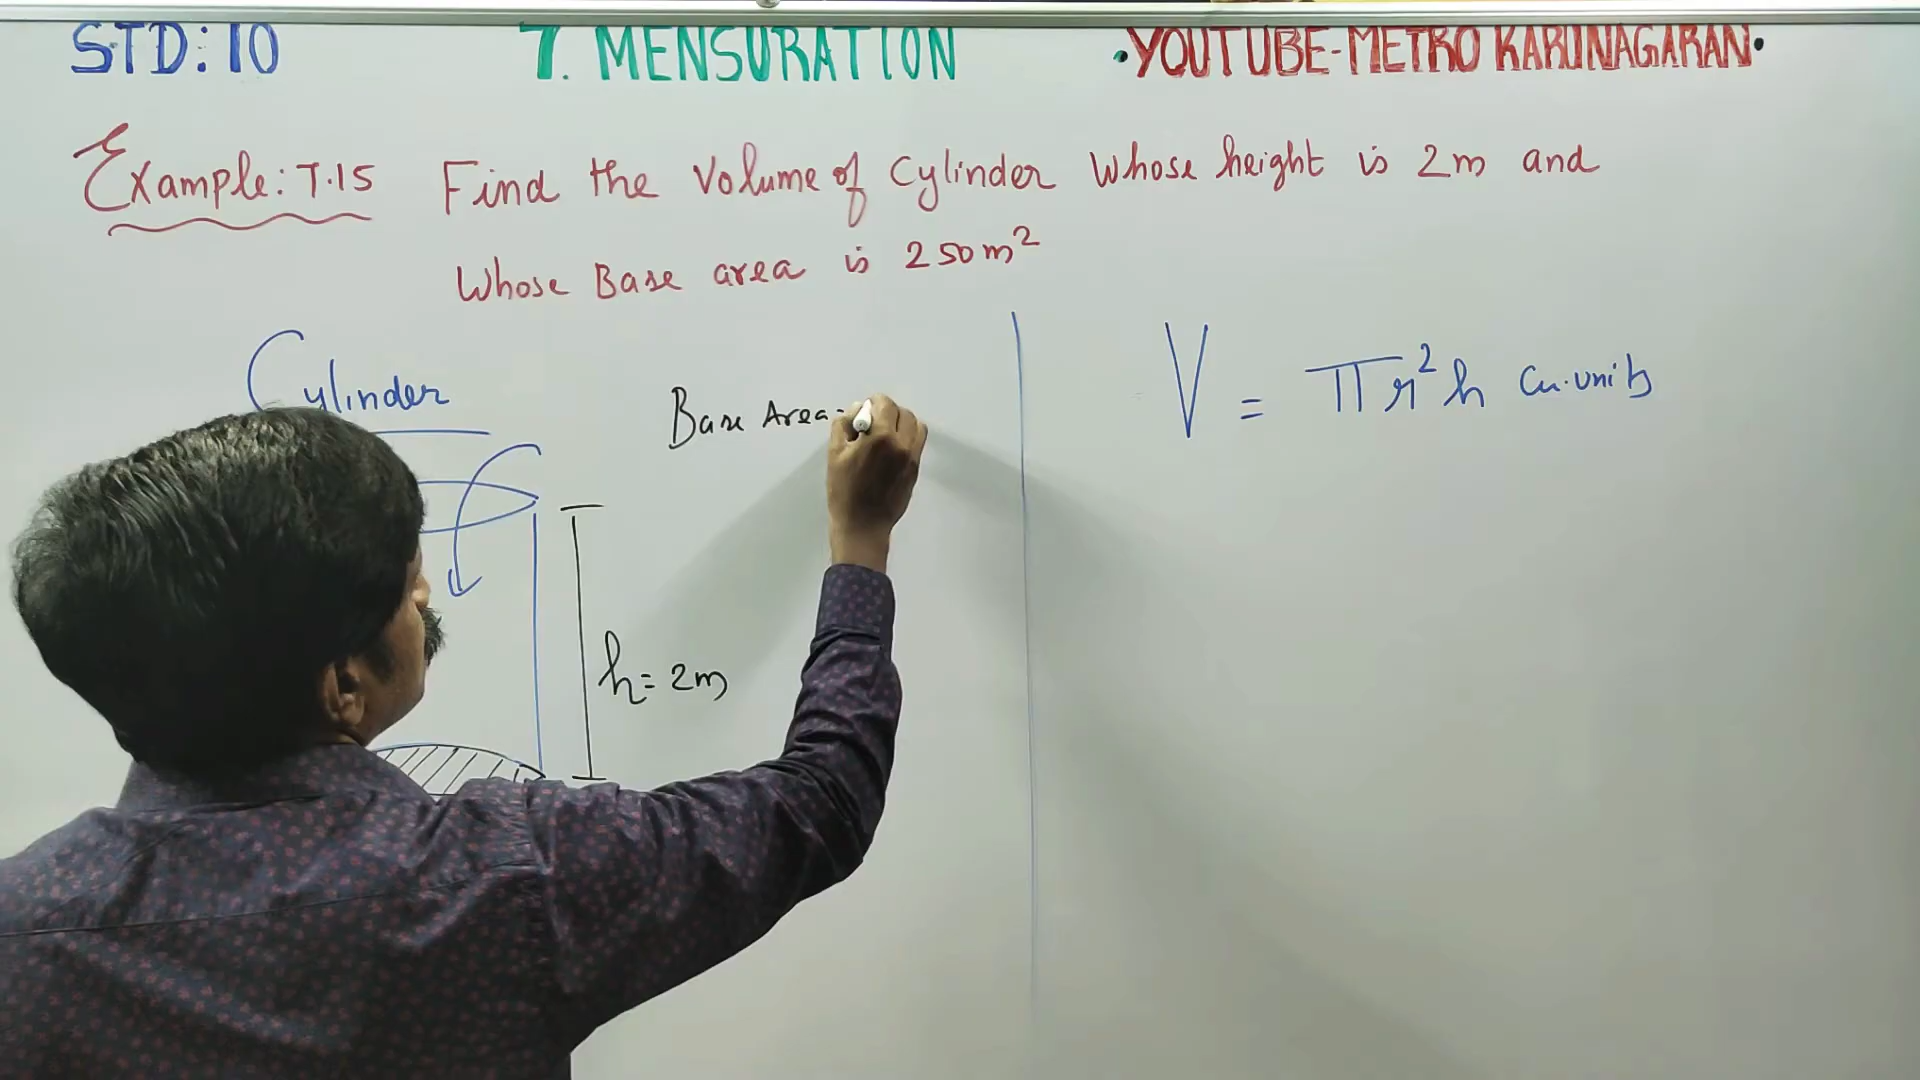 STD: 10 7. MENSURATION •YOUTUBE-METRO KARUNAGARAN•
Example: 7.15 Find the Volume of Cylinder Whose height is 2m and
Whose Base area is 250m²
Cylinder
Base Area =
V = πr²h Cu.units
h = 2m